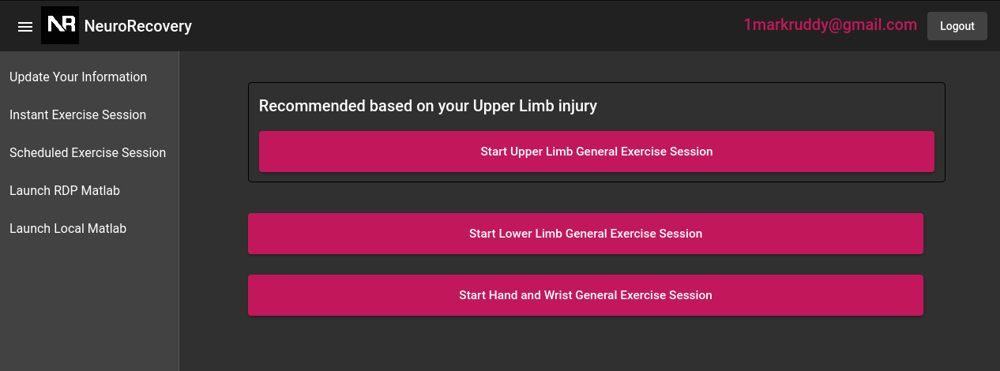 NR NeuroRecovery
1markruddy@gmail.com
Logout
Update Your Information
Instant Exercise Session
Scheduled Exercise Session
Launch RDP Matlab
Launch Local Matlab
Recommended based on your Upper Limb injury
Start Upper Limb General Exercise Session
Start Lower Limb General Exercise Session
Start Hand and Wrist General Exercise Session